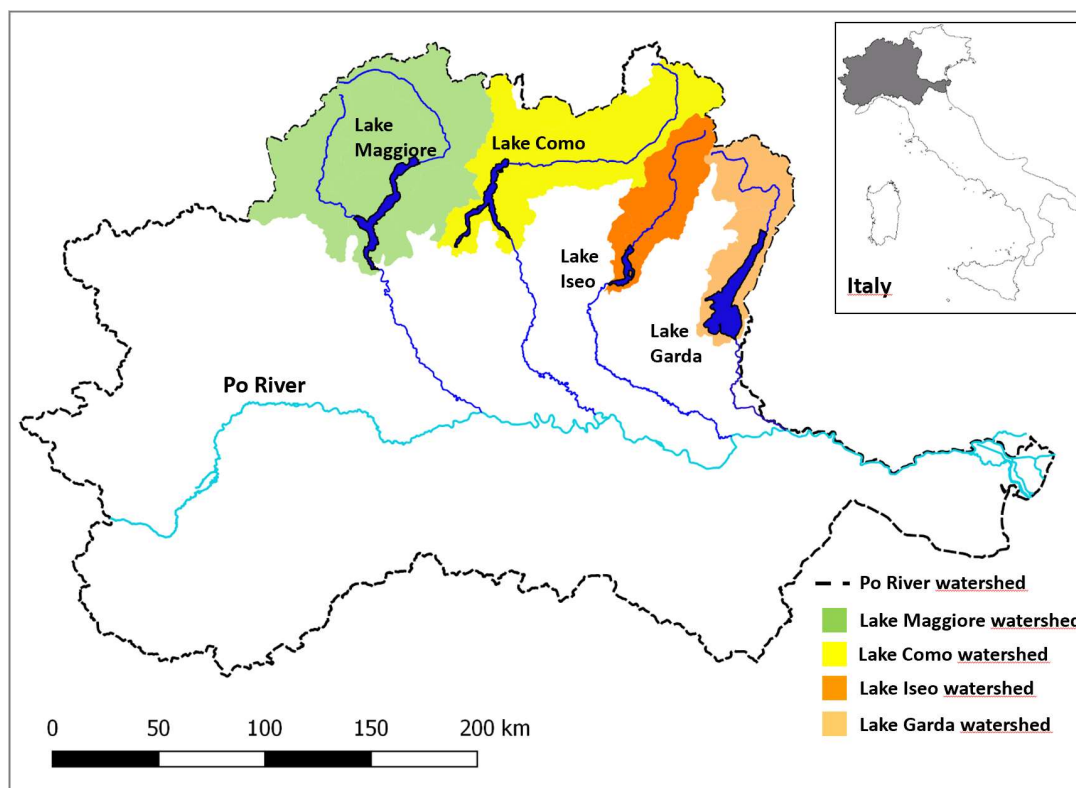 Lake
Maggiore
Lake Como
Lake
Iseo
Lake
Garda
Po River
Italy
Po River watershed
Lake Maggiore watershed
Lake Como watershed
Lake Iseo watershed
Lake Garda watershed
0 50 100 150 200 km